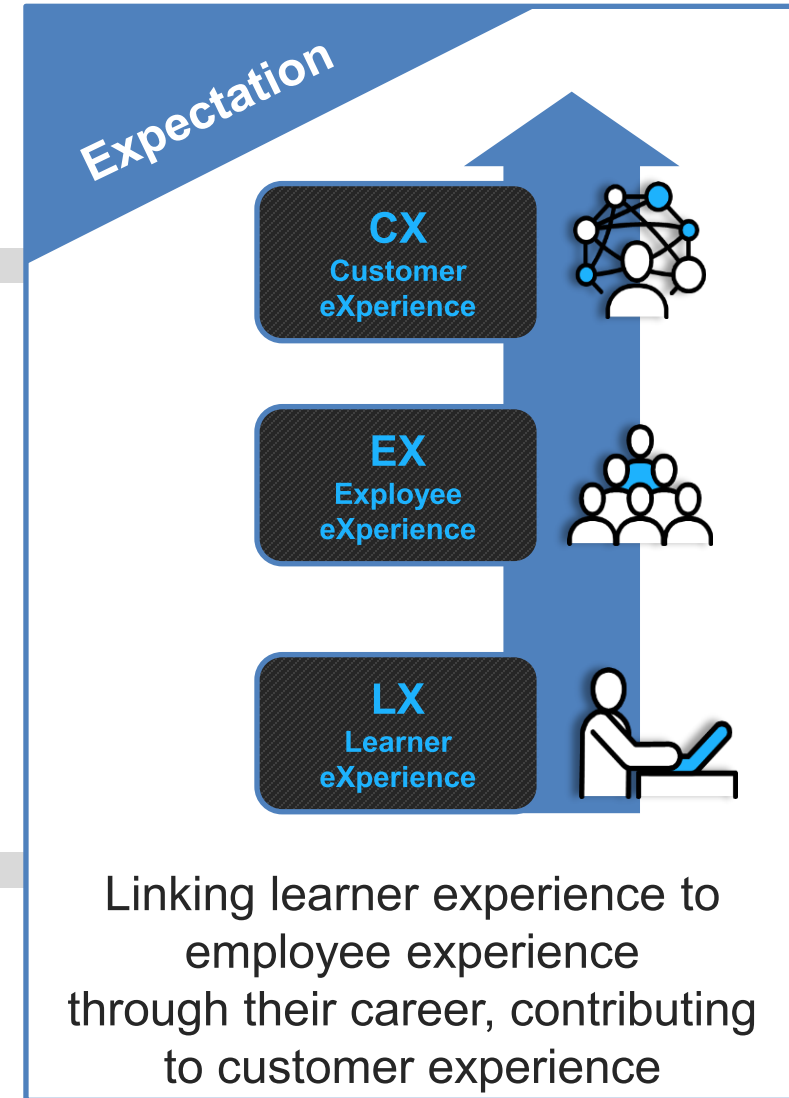 Expectation
CX
Customer
eXperience
EX
Exployee
eXperience
LX
Learner
eXperience
Linking learner experience to
employee experience
through their career, contributing
to customer experience